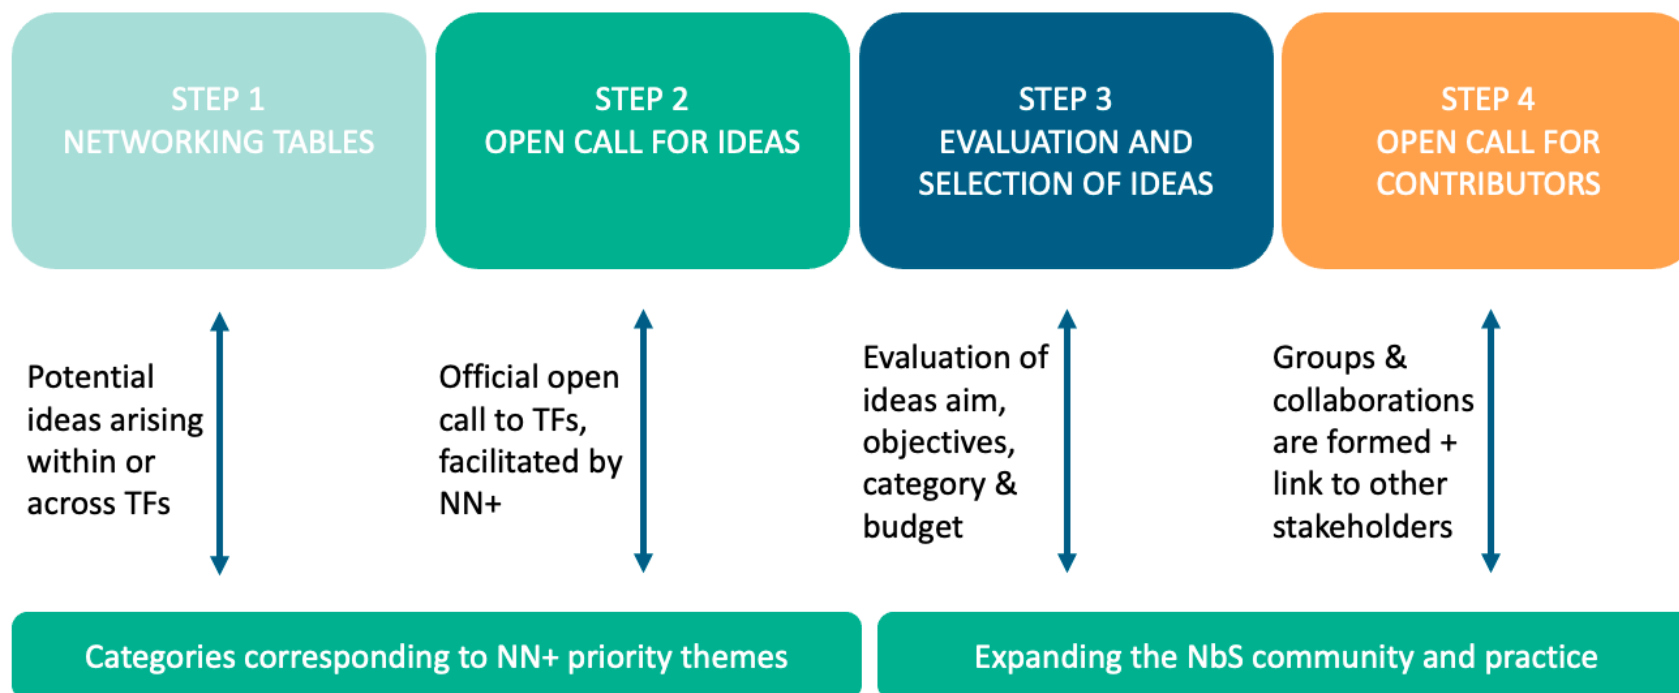 STEP 1
NETWORKING TABLES
STEP 2
OPEN CALL FOR IDEAS
STEP 3
EVALUATION AND
SELECTION OF IDEAS
STEP 4
OPEN CALL FOR
CONTRIBUTORS
Potential
ideas arising
within or
across TFs
Official open
call to TFs,
facilitated by
NN+
Evaluation of
ideas aim,
objectives,
category &
budget
Groups &
collaborations
are formed +
link to other
stakeholders
Categories corresponding to NN+ priority themes
Expanding the NbS community and practice